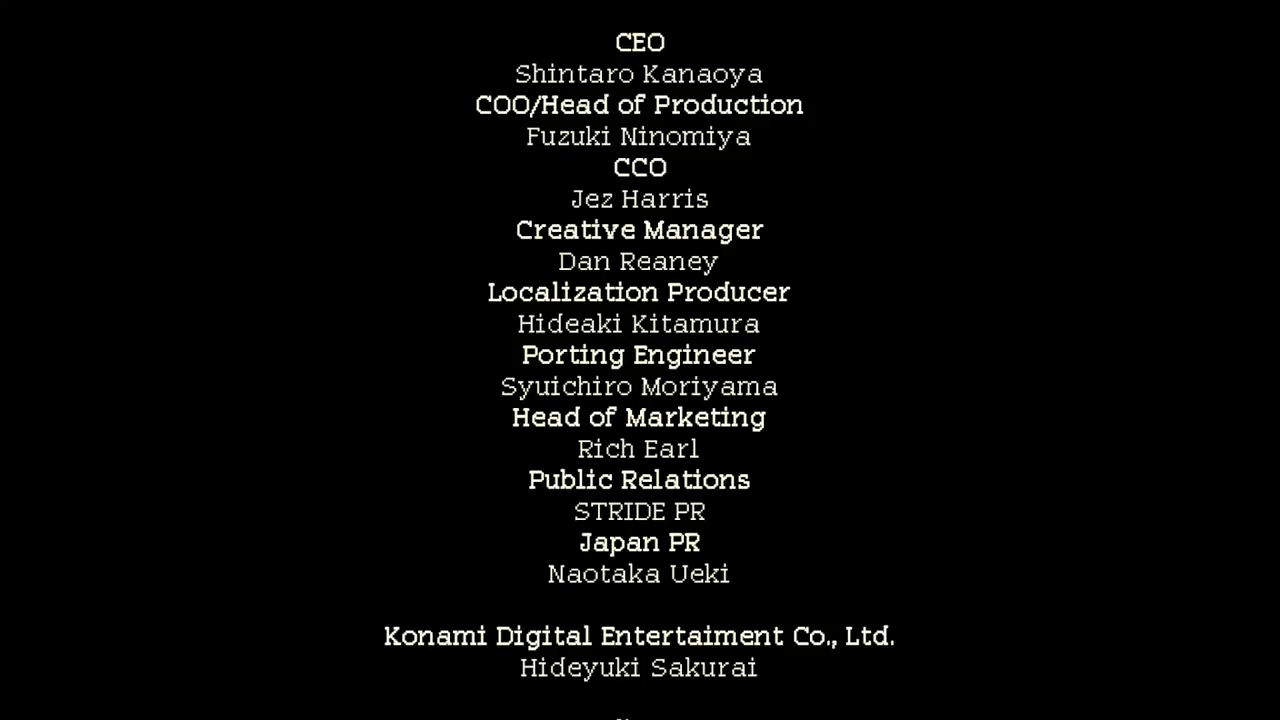 CEO
Shintaro Kanaoya
COO/Head of Production
Fuzuki Ninomiya
CCO
Jez Harris
Creative Manager
Dan Reaney
Localization Producer
Hideaki Kitamura
Porting Engineer
Syuichiro Moriyama
Head of Marketing
Rich Earl
Public Relations
STRIDE PR
Japan PR
Naotaka Ueki
Konami Digital Entertaiment Co., Ltd.
Hideyuki Sakurai